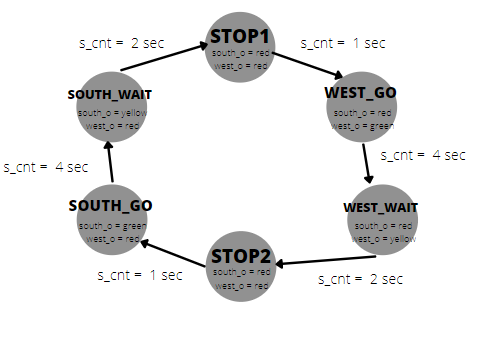 s_cnt = 2 sec
STOP1
south_o = red
west_o = red
s_cnt = 1 sec
SOUTH_WAIT
south_o = yellow
west_o = red
WEST_GO
south_o = red
west_o = green
s_cnt = 4 sec
s_cnt = 4 sec
SOUTH_GO
south_o = green
west_o = red
WEST_WAIT
south_o = red
west_o = yellow
STOP2
south_o = red
west_o = red
s_cnt = 1 sec
s_cnt = 2 sec